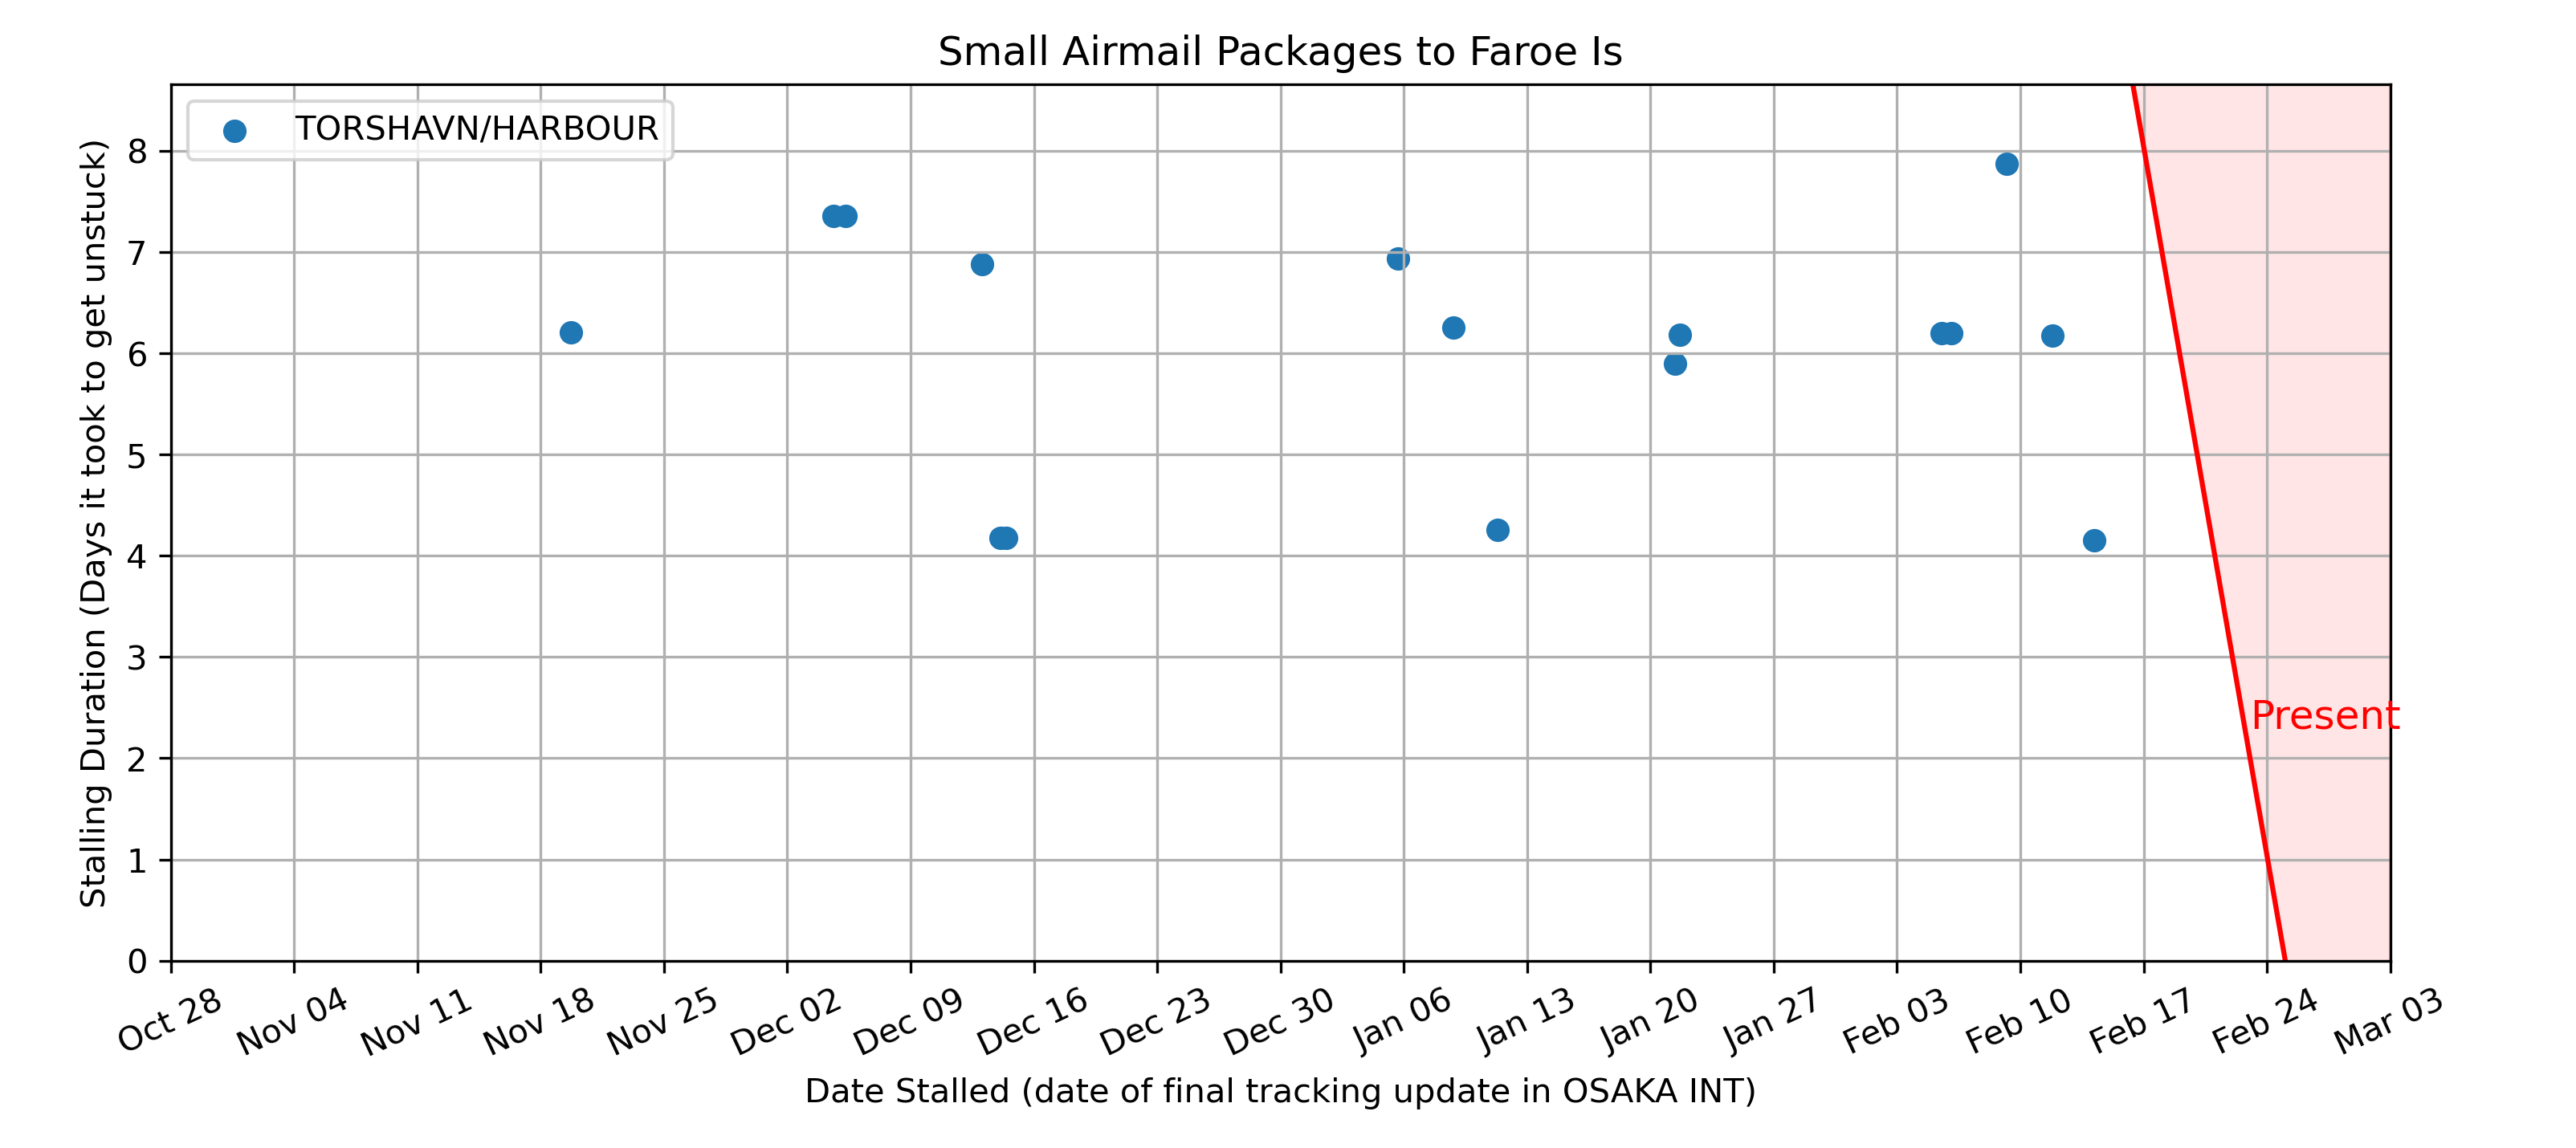 Small Airmail Packages to Faroe Is
TORSHAVN/HARBOUR
Stalling Duration (Days it took to get unstuck)
8
7
6
5
4
3
2
1
0
Present
Oct 28 Nov 04 Nov 11 Nov 18 Nov 25 Dec 02 Dec 09 Dec 16 Dec 23 Dec 30 Jan 06 Jan 13 Jan 20 Jan 27 Feb 03 Feb 10 Feb 17 Feb 24 Mar 03
Date Stalled (date of final tracking update in OSAKA INT)